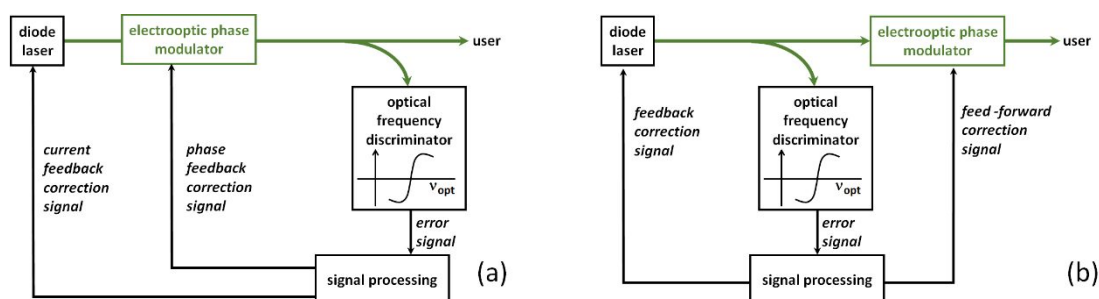 diode
laser
electrooptic phase
modulator
user
optical
frequency
discriminator
νopt
current
feedback
correction
signal
phase
feedback
correction
signal
error
signal
signal processing
(a)
diode
laser
electrooptic phase
modulator
user
optical
frequency
discriminator
νopt
feedback
correction
signal
feed -forward
correction
signal
error
signal
signal processing
(b)